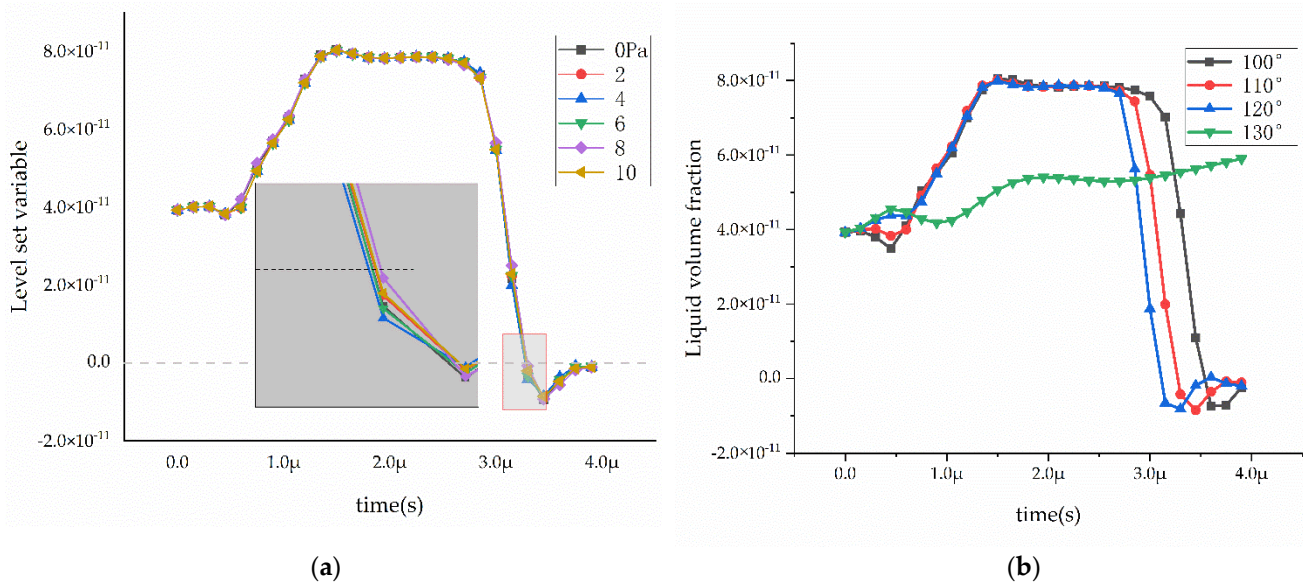 8.0×10⁻¹¹
6.0×10⁻¹¹
4.0×10⁻¹¹
2.0×10⁻¹¹
0.0
-2.0×10⁻¹¹
Level set variable
0Pa
2
4
6
8
10
0.0 1.0μ 2.0μ 3.0μ 4.0μ
time(s)
(a)
8.0×10⁻¹¹
6.0×10⁻¹¹
4.0×10⁻¹¹
2.0×10⁻¹¹
0.0
-2.0×10⁻¹¹
Liquid volume fraction
100°
110°
120°
130°
0.0 1.0μ 2.0μ 3.0μ 4.0μ
time(s)
(b)